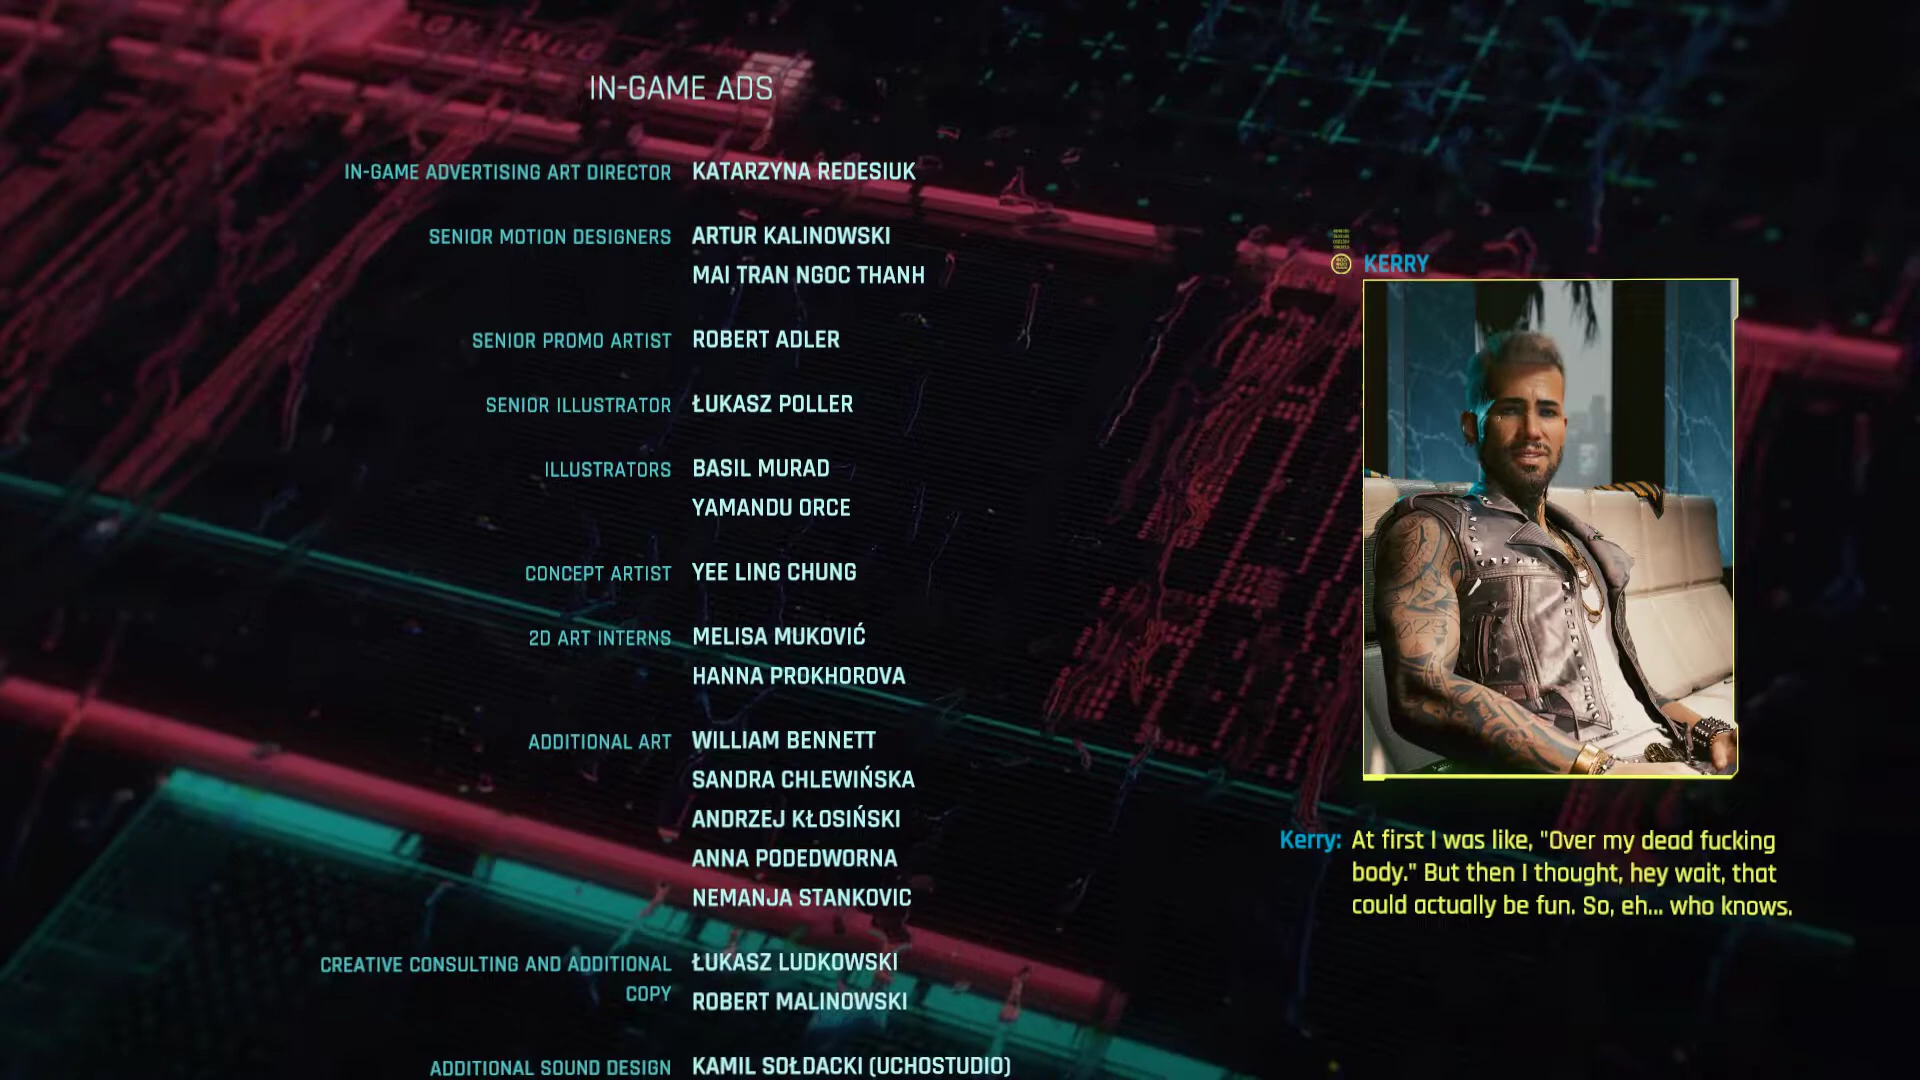 IN-GAME ADS
IN-GAME ADVERTISING ART DIRECTOR KATARZYNA REDESIUK
SENIOR MOTION DESIGNERS ARTUR KALINOWSKI
MAI TRAN NGOC THANH
SENIOR PROMO ARTIST ROBERT ADLER
SENIOR ILLUSTRATOR ŁUKASZ POLLER
ILLUSTRATORS BASIL MURAD
YAMANDU ORCE
CONCEPT ARTIST YEE LING CHUNG
2D ART INTERNS MELISA MUKOVIĆ
HANNA PROKHOROVA
ADDITIONAL ART WILLIAM BENNETT
SANDRA CHLEWIŃSKA
ANDRZEJ KŁOSIŃSKI
ANNA PODEDWORNA
NEMANJA STANKOVIC
CREATIVE CONSULTING AND ADDITIONAL ŁUKASZ LUDKOWSKI
COPY ROBERT MALINOWSKI
ADDITIONAL SOUND DESIGN KAMIL SOŁDACKI (UCHOSTUDIO)
KERRY
Kerry: At first I was like, "Over my dead fucking
body." But then I thought, hey wait, that
could actually be fun. So, eh... who knows.